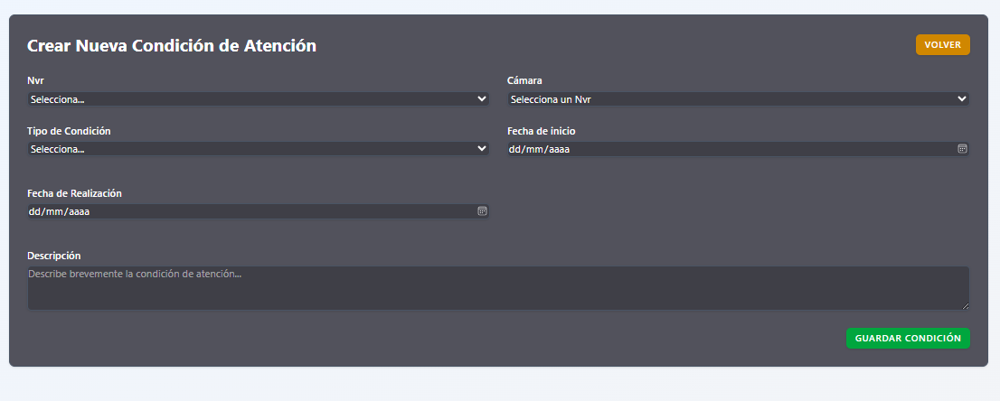 Crear Nueva Condición de Atención
VOLVER
Nvr
Cámara
Selecciona...
Selecciona un Nvr
Tipo de Condición
Fecha de inicio
Selecciona...
dd/mm/aaaa
Fecha de Realización
dd/mm/aaaa
Descripción
Describe brevemente la condición de atención...
GUARDAR CONDICIÓN